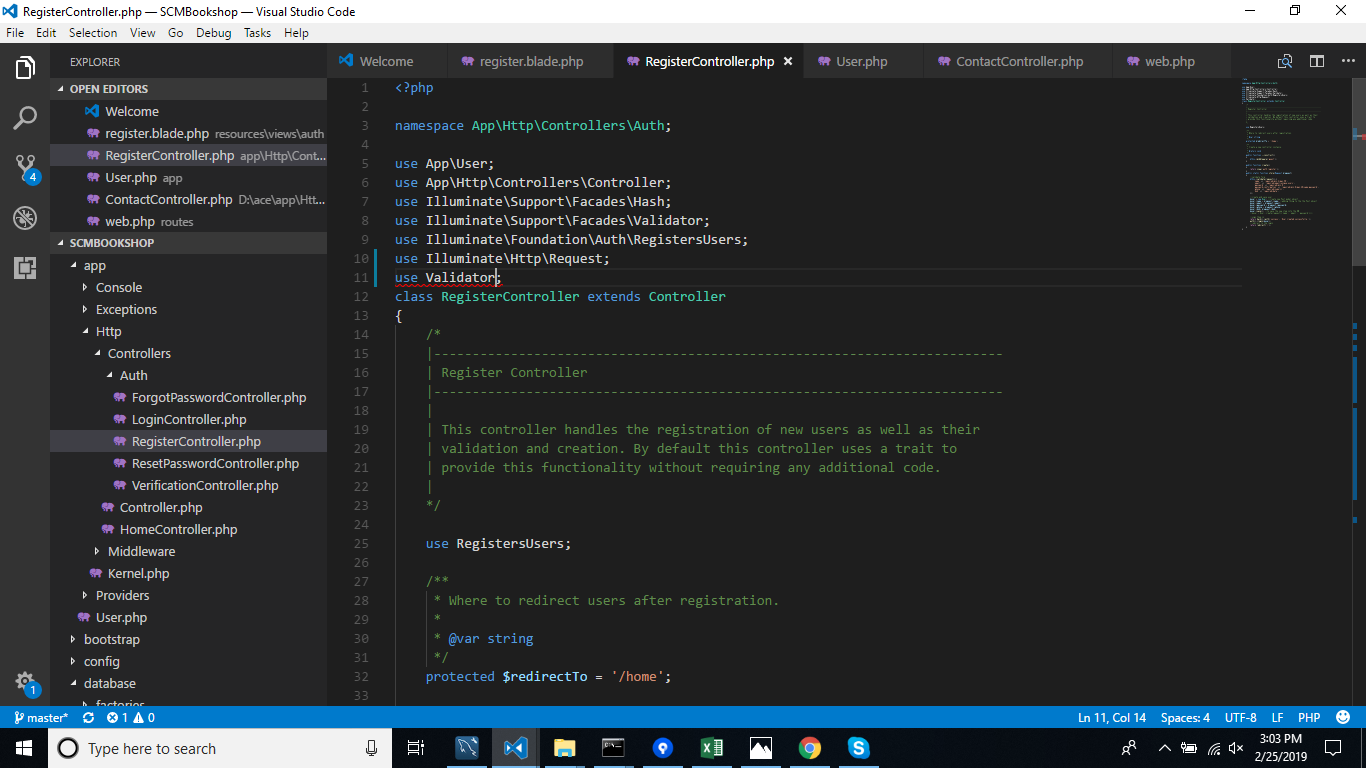 RegisterController.php — SCMBookshop — Visual Studio Code
File Edit Selection View Go Debug Tasks Help
EXPLORER
OPEN EDITORS
Welcome
register.blade.php resources\views\auth
RegisterController.php app\Http\Cont...
User.php app
ContactController.php D:\ace\app\Htt...
web.php routes
SCMBOOKSHOP
app
Console
Exceptions
Http
Controllers
Auth
ForgotPasswordController.php
LoginController.php
RegisterController.php
ResetPasswordController.php
VerificationController.php
Controller.php
HomeController.php
Middleware
Kernel.php
Providers
User.php
bootstrap
config
database
factories
4
1
Welcome register.blade.php RegisterController.php × User.php ContactController.php web.php
1 <?php
2
3 namespace App\Http\Controllers\Auth;
4
5 use App\User;
6 use App\Http\Controllers\Controller;
7 use Illuminate\Support\Facades\Hash;
8 use Illuminate\Support\Facades\Validator;
9 use Illuminate\Foundation\Auth\RegistersUsers;
10 use Illuminate\Http\Request;
11 use Validator;
12 class RegisterController extends Controller
13 {
14 /*
15 |--------------------------------------------------------------------------
16 | Register Controller
17 |--------------------------------------------------------------------------
18 |
19 | This controller handles the registration of new users as well as their
20 | validation and creation. By default this controller uses a trait to
21 | provide this functionality without requiring any additional code.
22 |
23 */
24
25 use RegistersUsers;
26
27 /**
28 * Where to redirect users after registration.
29 *
30 * @var string
31 */
32 protected $redirectTo = '/home';
33
master* 1 0 Ln 11, Col 14 Spaces: 4 UTF-8 LF PHP
Type here to search
3:03 PM
2/25/2019